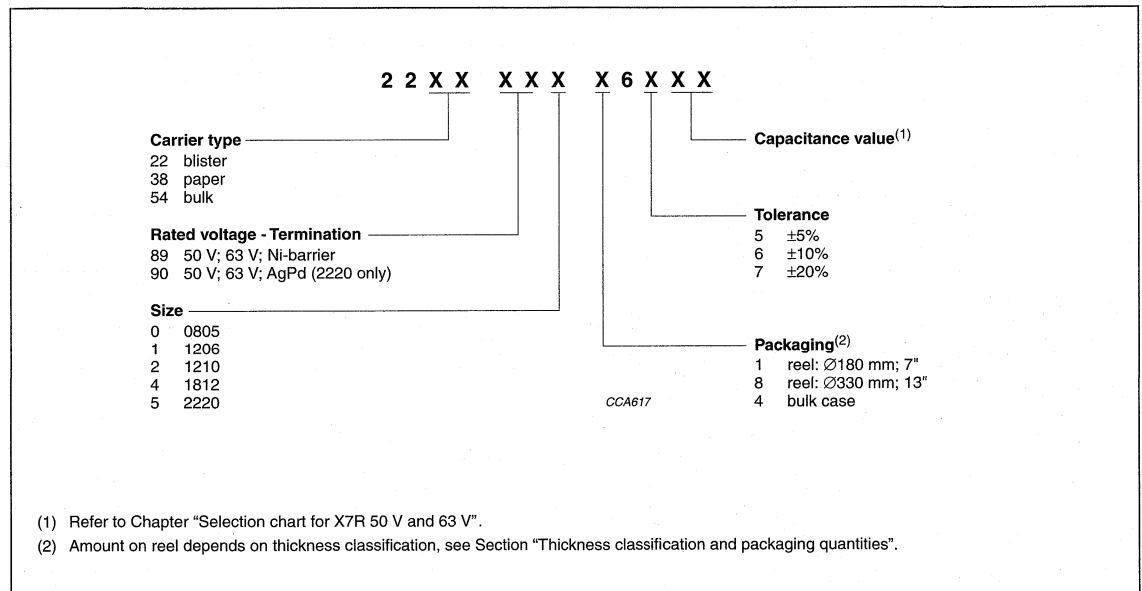 2 2 X X X X X X 6 X X X
Carrier type
22 blister
38 paper
54 bulk
Rated voltage - Termination
89 50 V; 63 V; Ni-barrier
90 50 V; 63 V; AgPd (2220 only)
Size
0 0805
1 1206
2 1210
4 1812
5 2220
Capacitance value(1)
Tolerance
5 ±5%
6 ±10%
7 ±20%
Packaging(2)
1 reel: Ø180 mm; 7"
8 reel: Ø330 mm; 13"
4 bulk case
CCA617
(1) Refer to Chapter “Selection chart for X7R 50 V and 63 V”.
(2) Amount on reel depends on thickness classification, see Section “Thickness classification and packaging quantities”.